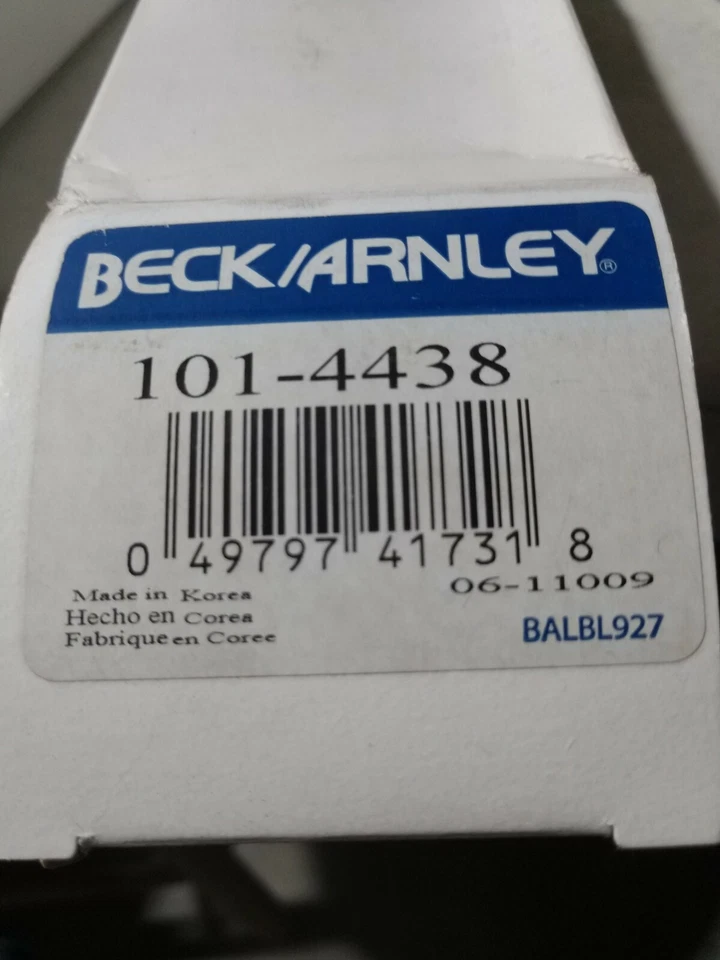 BECK/ARNLEY®
101-4438
0 49797 41731 8
06-11009
Made in Korea
Hecho en Corea
Fabrique en Coree
BALBL927